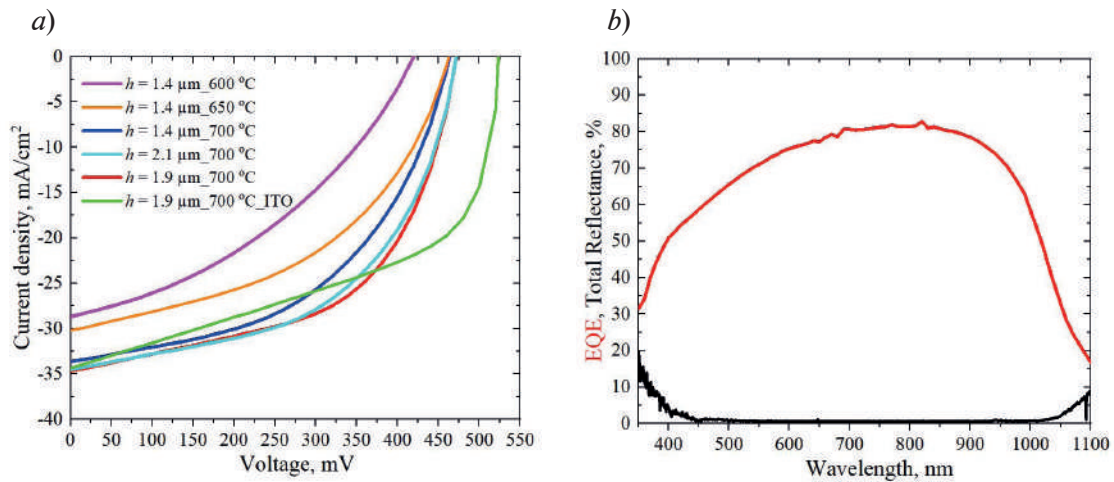 a)
0
-5
-10
-15
-20
-25
-30
-35
-40
Current density, mA/cm²
h = 1.4 µm_600 °C
h = 1.4 µm_650 °C
h = 1.4 µm_700 °C
h = 2.1 µm_700 °C
h = 1.9 µm_700 °C
h = 1.9 µm_700 °C_ITO
0 50 100 150 200 250 300 350 400 450 500 550
Voltage, mV
b)
100
90
80
70
60
50
40
30
20
10
0
EQE, Total Reflectance, %
400 500 600 700 800 900 1000 1100
Wavelength, nm